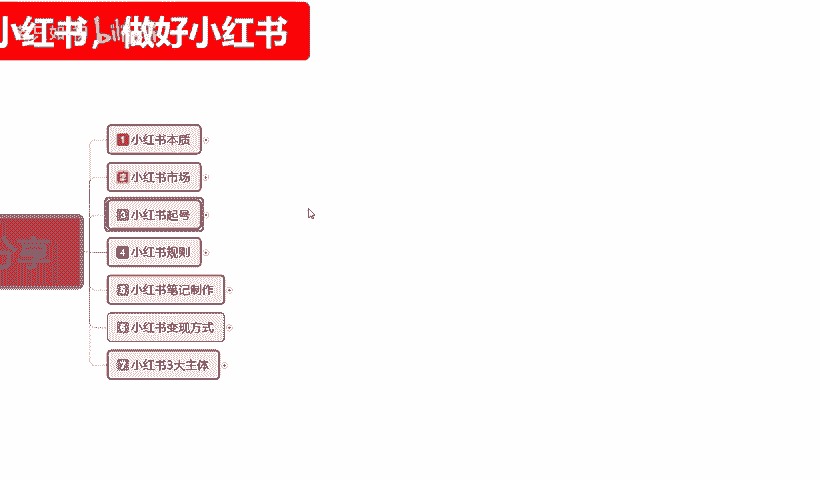 小红书，做好小红书
1 小红书本质
2 小红书市场
3 小红书起号
4 小红书规则
5 小红书笔记制作
6 小红书变现方式
7 小红书3大主体